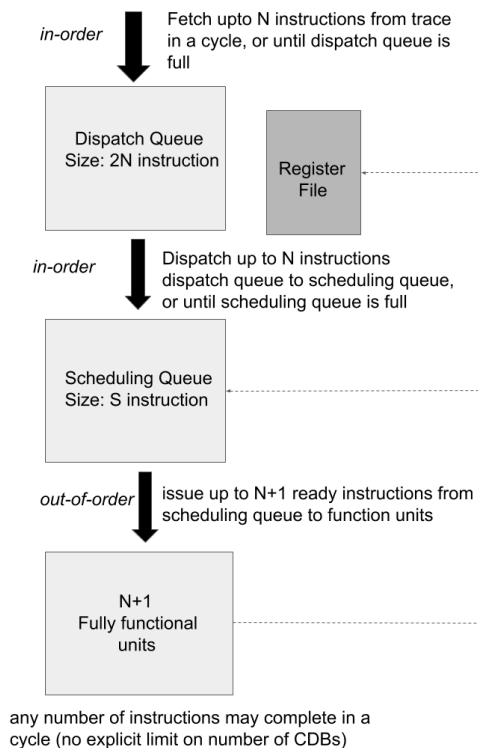 in-order
Fetch upto N instructions from trace
in a cycle, or until dispatch queue is
full
Dispatch Queue
Size: 2N instruction
Register
File
in-order
Dispatch up to N instructions
dispatch queue to scheduling queue,
or until scheduling queue is full
Scheduling Queue
Size: S instruction
out-of-order
issue up to N+1 ready instructions from
scheduling queue to function units
N+1
Fully functional
units
any number of instructions may complete in a
cycle (no explicit limit on number of CDBs)